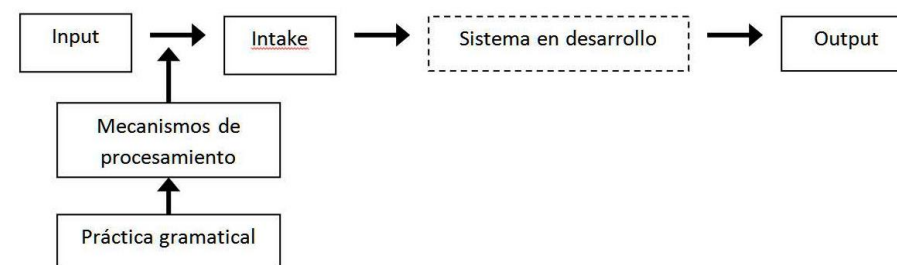 Input
Intake
Sistema en desarrollo
Output
Mecanismos de
procesamiento
Práctica gramatical